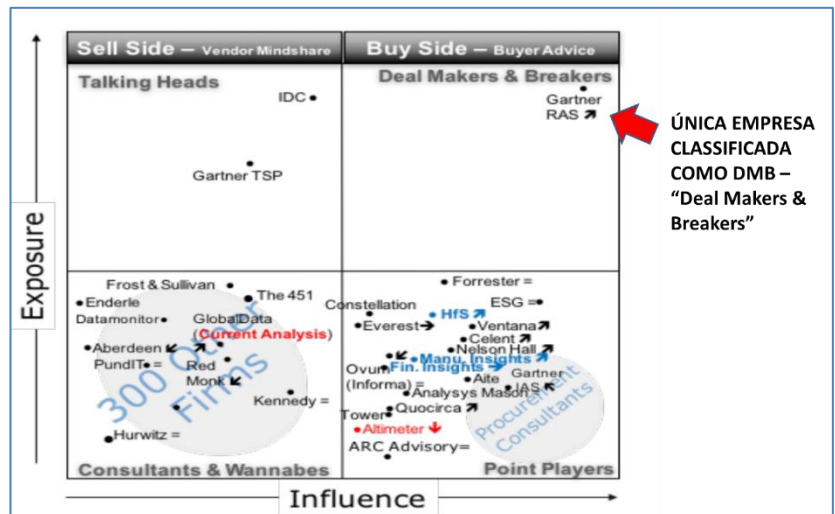 Sell Side – Vendor Mindshare
Buy Side – Buyer Advice
Talking Heads
IDC
Gartner TSP
Deal Makers & Breakers
Gartner
RAS
ÚNICA EMPRESA
CLASSIFICADA
COMO DMB –
“Deal Makers &
Breakers”
Exposure
Frost & Sullivan
Enderle
The 451
Datamonitor
GlobalData
(Current Analysis)
Aberdeen
PundIT =
Red
Monk
Kennedy =
Hurwitz =
300 Other
Firms
Consultants & Wannabes
Forrester =
ESG =
Constellation
HfS
Everest
Ventana
Celent
Nelson Hall
Manu. Insights
Ovum
(Informa) =
Fin. Insights
Gartner
IAS
Aite
Analysys Mason
Quocirca
Tower
Altimeter
ARC Advisory=
Procurement
Consultants
Point Players
Influence